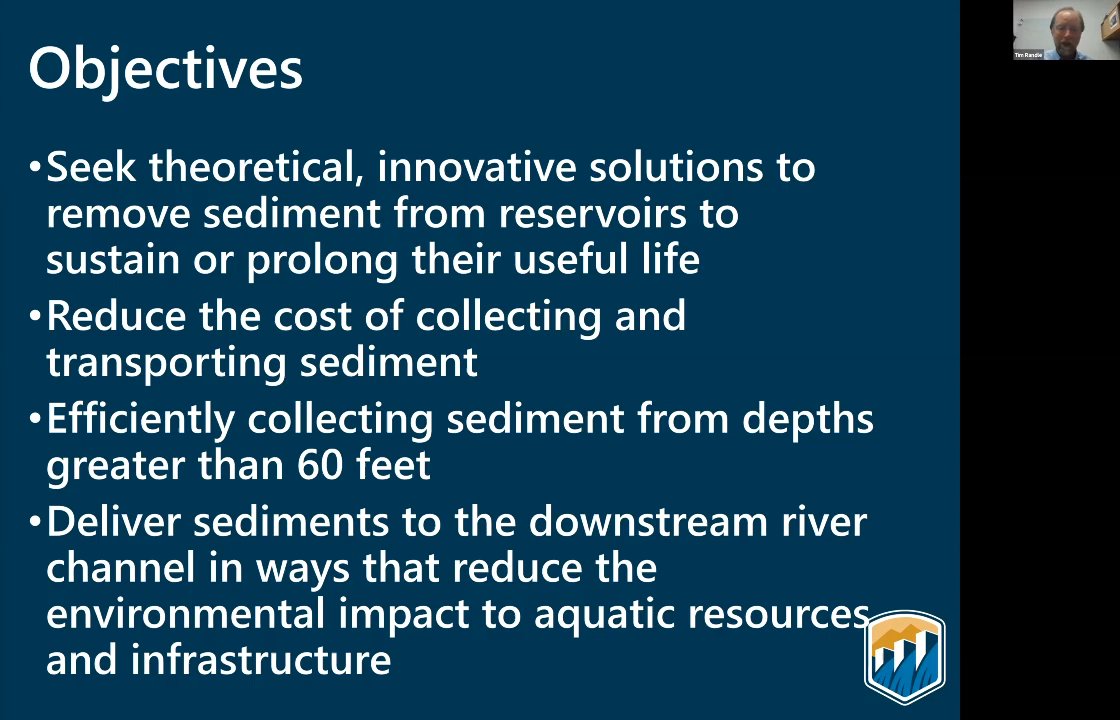 Objectives
•Seek theoretical, innovative solutions to
remove sediment from reservoirs to
sustain or prolong their useful life
•Reduce the cost of collecting and
transporting sediment
•Efficiently collecting sediment from depths
greater than 60 feet
•Deliver sediments to the downstream river
channel in ways that reduce the
environmental impact to aquatic resources
and infrastructure
Tim Randle